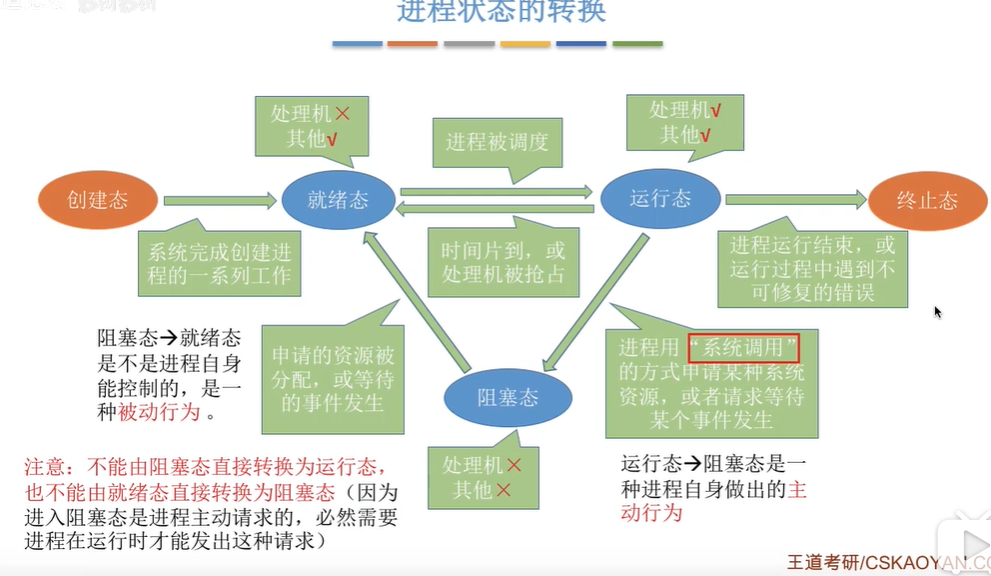 进程状态的转换
处理机×
其他√
进程被调度
处理机√
其他√
创建态
就绪态
运行态
终止态
系统完成创建进
程的一系列工作
时间片到，或
处理机被抢占
进程运行结束，或
运行过程中遇到不
可修复的错误
阻塞态→就绪态
是不是进程自身
能控制的，是一
种被动行为。
申请的资源被
分配，或等待
的事件发生
进程用“系统调用”
的方式申请某种系统
资源，或者请求等待
某个事件发生
阻塞态
处理机×
其他×
运行态→阻塞态是一
种进程自身做出的主
动行为
注意：不能由阻塞态直接转换为运行态，
也不能由就绪态直接转换为阻塞态（因为
进入阻塞态是进程主动请求的，必然需要
进程在运行时才能发出这种请求）
王道考研/CSKAOYAN.CO